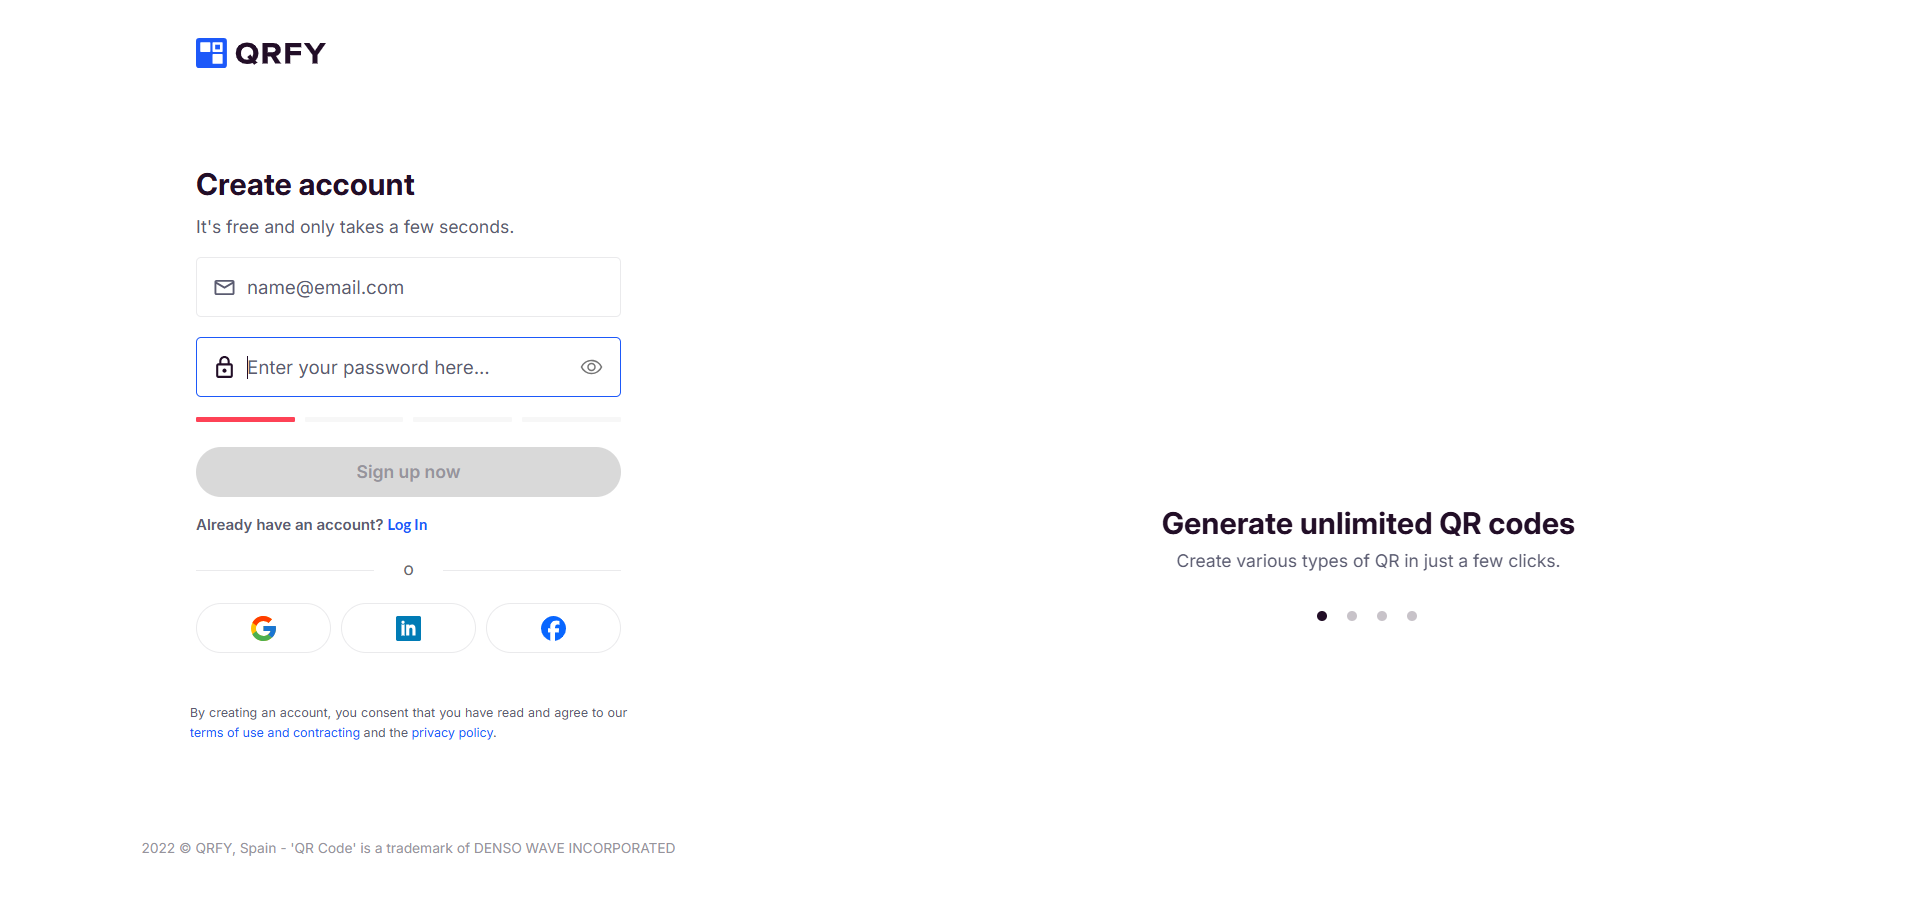 QRFY
Create account
It's free and only takes a few seconds.
name@email.com
Enter your password here...
Sign up now
Already have an account? Log In
o
in
By creating an account, you consent that you have read and agree to our
terms of use and contracting and the privacy policy.
2022 © QRFY, Spain - 'QR Code' is a trademark of DENSO WAVE INCORPORATED
Generate unlimited QR codes
Create various types of QR in just a few clicks.